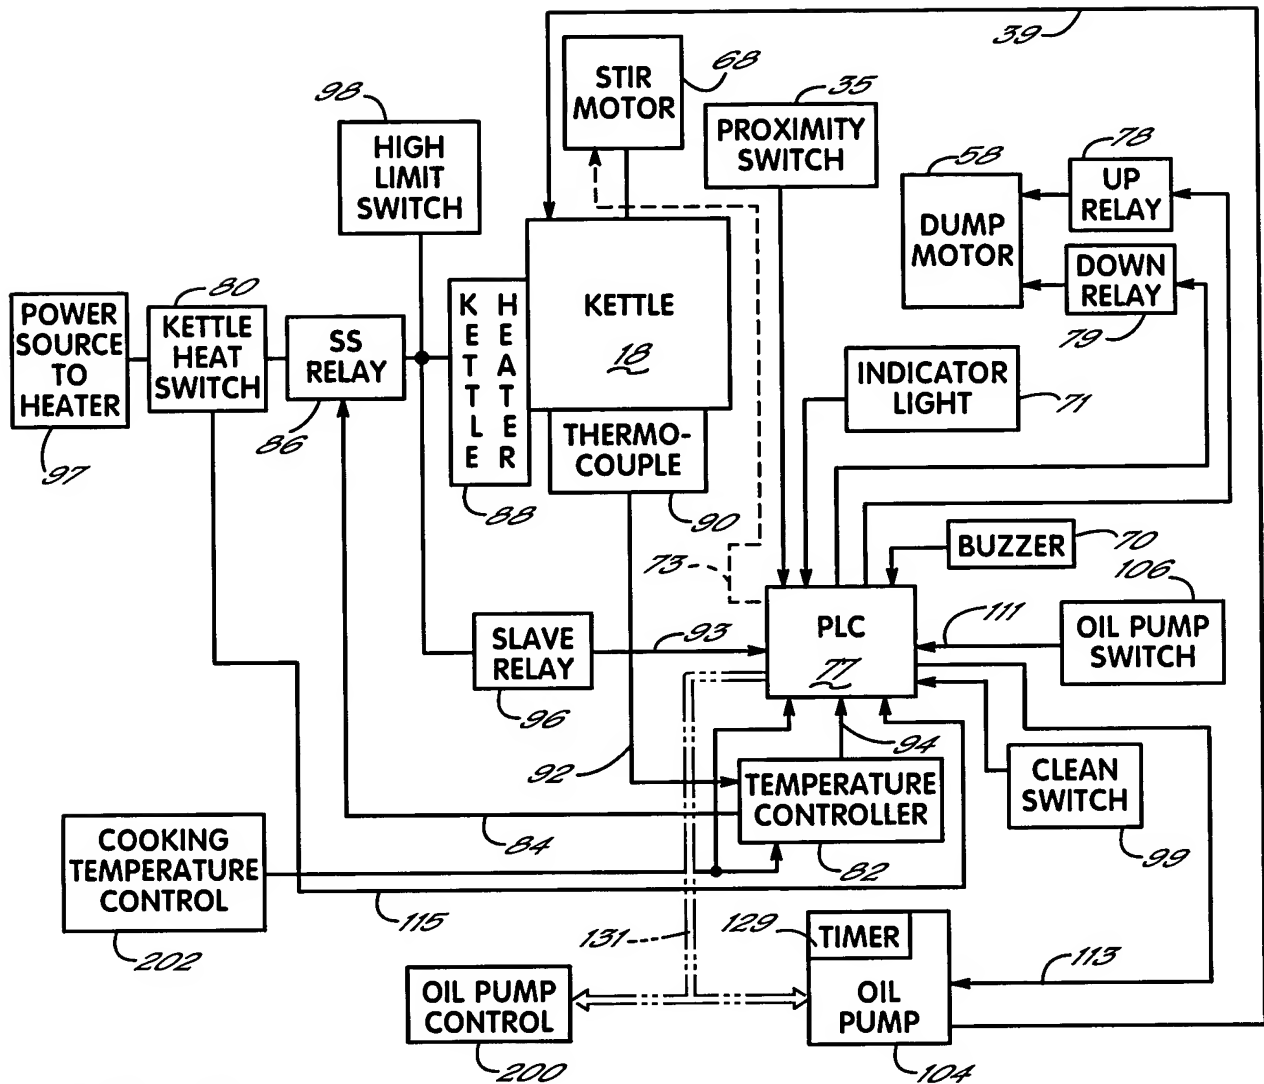 39
STIR
MOTOR
68
35
PROXIMITY
SWITCH
98
HIGH
LIMIT
SWITCH
58
DUMP
MOTOR
78
UP
RELAY
DOWN
RELAY
79
POWER
SOURCE
TO
HEATER
97
80
KETTLE
HEAT
SWITCH
SS
RELAY
86
KETTLE
HEATER
88
KETTLE
18
THERMO-
COUPLE
90
INDICATOR
LIGHT
71
BUZZER
70
73
106
OIL PUMP
SWITCH
111
PLC
77
SLAVE
RELAY
96
93
94
92
TEMPERATURE
CONTROLLER
82
84
CLEAN
SWITCH
99
COOKING
TEMPERATURE
CONTROL
202
115
131
129
TIMER
OIL
PUMP
104
113
OIL PUMP
CONTROL
200